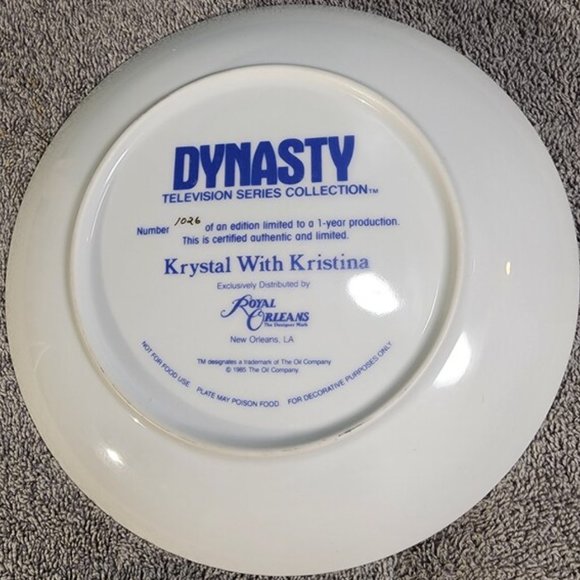 DYNASTY
TELEVISION SERIES COLLECTION™
Number 1026 of an edition limited to a 1-year production.
This is certified authentic and limited.
Krystal With Kristina
Exclusively Distributed by
ROYAL
ORLEANS
The Designer Mark
New Orleans, LA
TM designates a trademark of The Oil Company
© 1985 The Oil Company.
NOT FOR FOOD USE PLATE MAY POISON FOOD. FOR DECORATIVE PURPOSES ONLY.